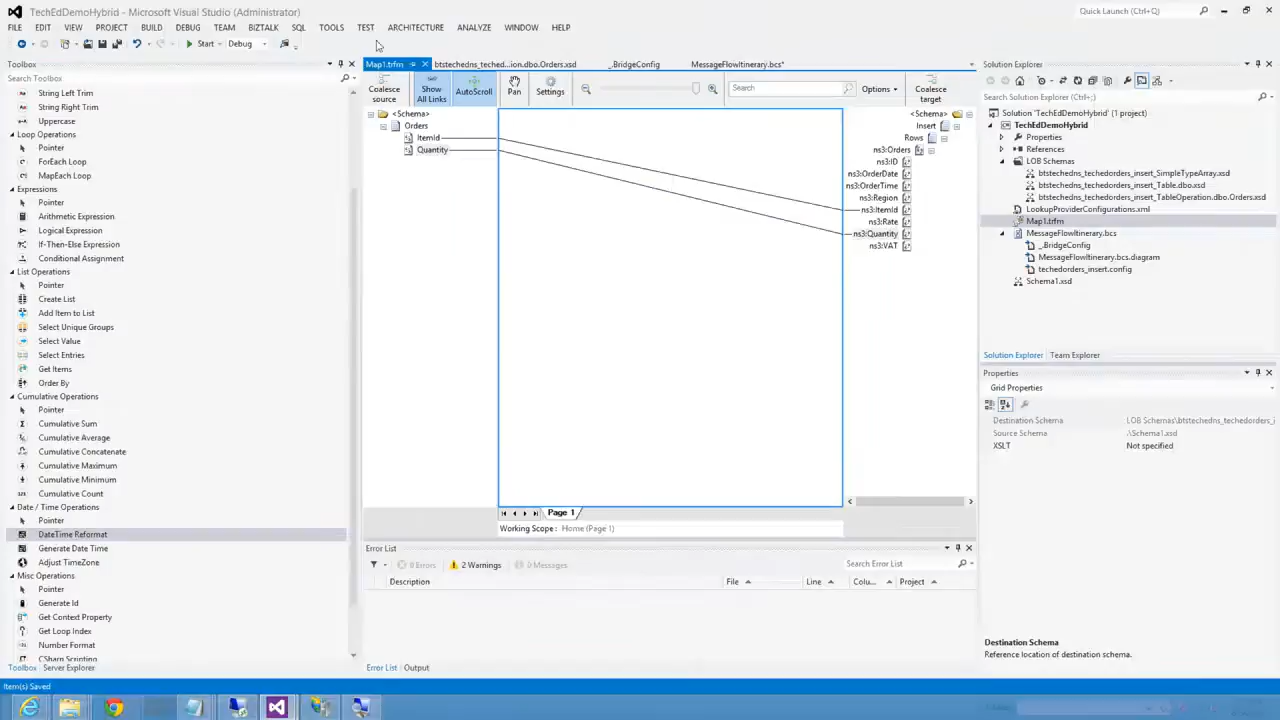 TechEdDemoHybrid - Microsoft Visual Studio (Administrator)
Quick Launch (Ctrl+Q)
FILE EDIT VIEW PROJECT BUILD DEBUG TEAM BIZTALK SQL TOOLS TEST ARCHITECTURE ANALYZE WINDOW HELP
Start Debug
Toolbox
Search Toolbox
String Left Trim
String Right Trim
Uppercase
Loop Operations
Pointer
ForEach Loop
MapEach Loop
Expressions
Pointer
Arithmetic Expression
Logical Expression
If-Then-Else Expression
Conditional Assignment
List Operations
Pointer
Create List
Add Item to List
Select Unique Groups
Select Value
Select Entries
Get Items
Order By
Cumulative Operations
Pointer
Cumulative Sum
Cumulative Average
Cumulative Concatenate
Cumulative Maximum
Cumulative Minimum
Cumulative Count
Date / Time Operations
Pointer
DateTime Reformat
Generate Date Time
Adjust TimeZone
Misc Operations
Pointer
Generate Id
Get Context Property
Get Loop Index
Number Format
CSharp Scripting
Toolbox Server Explorer
Map1.trfm btstechedns_teched...ion.dbo.Orders.xsd _.BridgeConfig MessageFlowItinerary.bcs*
Coalesce source
Show All Links
AutoScroll
Pan
Settings
Search
Options
Coalesce target
<Schema>
Orders
ItemId
Quantity
<Schema>
Insert
Rows
ns3:Orders
ns3:ID
ns3:OrderDate
ns3:OrderTime
ns3:Region
ns3:ItemId
ns3:Rate
ns3:Quantity
ns3:VAT
Page 1
Working Scope : Home (Page 1)
Error List
0 Errors 2 Warnings 0 Messages Search Error List
Description File Line Colu... Project
Error List Output
Solution Explorer
Search Solution Explorer (Ctrl+;)
Solution 'TechEdDemoHybrid' (1 project)
TechEdDemoHybrid
Properties
References
LOB Schemas
btstechedns_techedorders_insert_SimpleTypeArray.xsd
btstechedns_techedorders_insert_Table.dbo.xsd
btstechedns_techedorders_insert_TableOperation.dbo.Orders.xsd
LookupProviderConfigurations.xml
Map1.trfm
MessageFlowItinerary.bcs
_.BridgeConfig
MessageFlowItinerary.bcs.diagram
techedorders_insert.config
Schema1.xsd
Solution Explorer Team Explorer
Properties
Grid Properties
Destination Schema LOB Schemas\btstechedns_techedorders_i
Source Schema .\Schema1.xsd
XSLT Not specified
Destination Schema
Reference location of destination schema.
Item(s) Saved